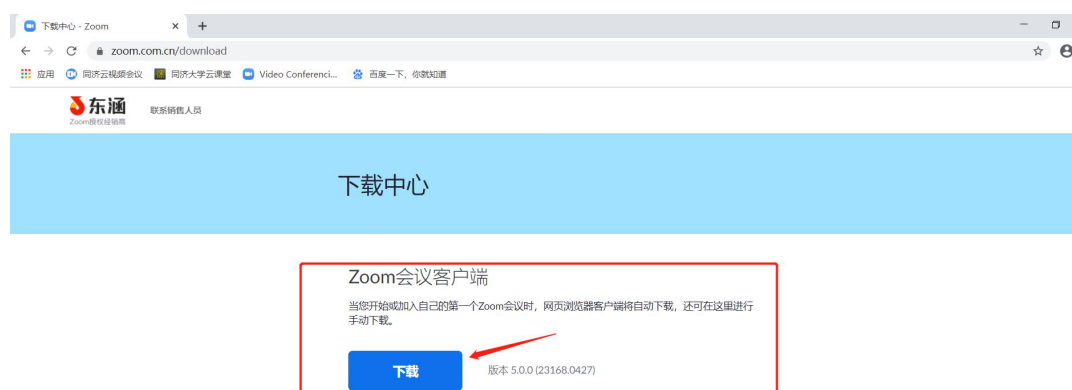 下载中心 - Zoom
zoom.com.cn/download
应用 同济云视频会议 同济大学云课堂 Video Conferenci... 百度一下，你就知道
东涵
Zoom授权经销商
联系销售人员
下载中心
Zoom会议客户端
当您开始或加入自己的第一个Zoom会议时，网页浏览器客户端将自动下载，还可在这里进行
手动下载。
下载 版本 5.0.0 (23168.0427)